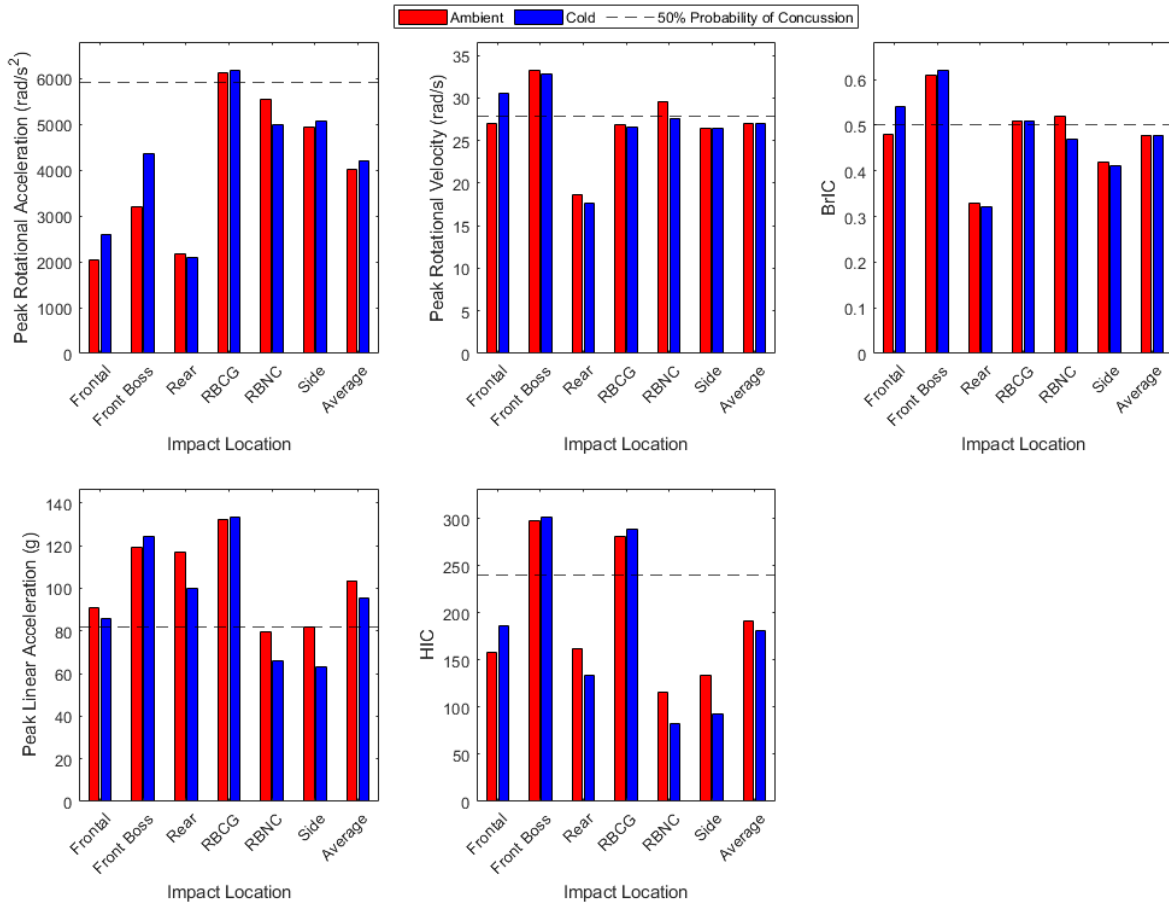 Ambient Cold 50% Probability of Concussion
Peak Rotational Acceleration (rad/s²)
6000
5000
4000
3000
2000
1000
0
Frontal
Front Boss
Rear
RBCG
RBNC
Side
Average
Impact Location
Peak Rotational Velocity (rad/s)
35
30
25
20
15
10
5
0
Frontal
Front Boss
Rear
RBCG
RBNC
Side
Average
Impact Location
BrIC
0.6
0.5
0.4
0.3
0.2
0.1
0
Frontal
Front Boss
Rear
RBCG
RBNC
Side
Average
Impact Location
Peak Linear Acceleration (g)
140
120
100
80
60
40
20
0
Frontal
Front Boss
Rear
RBCG
RBNC
Side
Average
Impact Location
HIC
300
250
200
150
100
50
0
Frontal
Front Boss
Rear
RBCG
RBNC
Side
Average
Impact Location